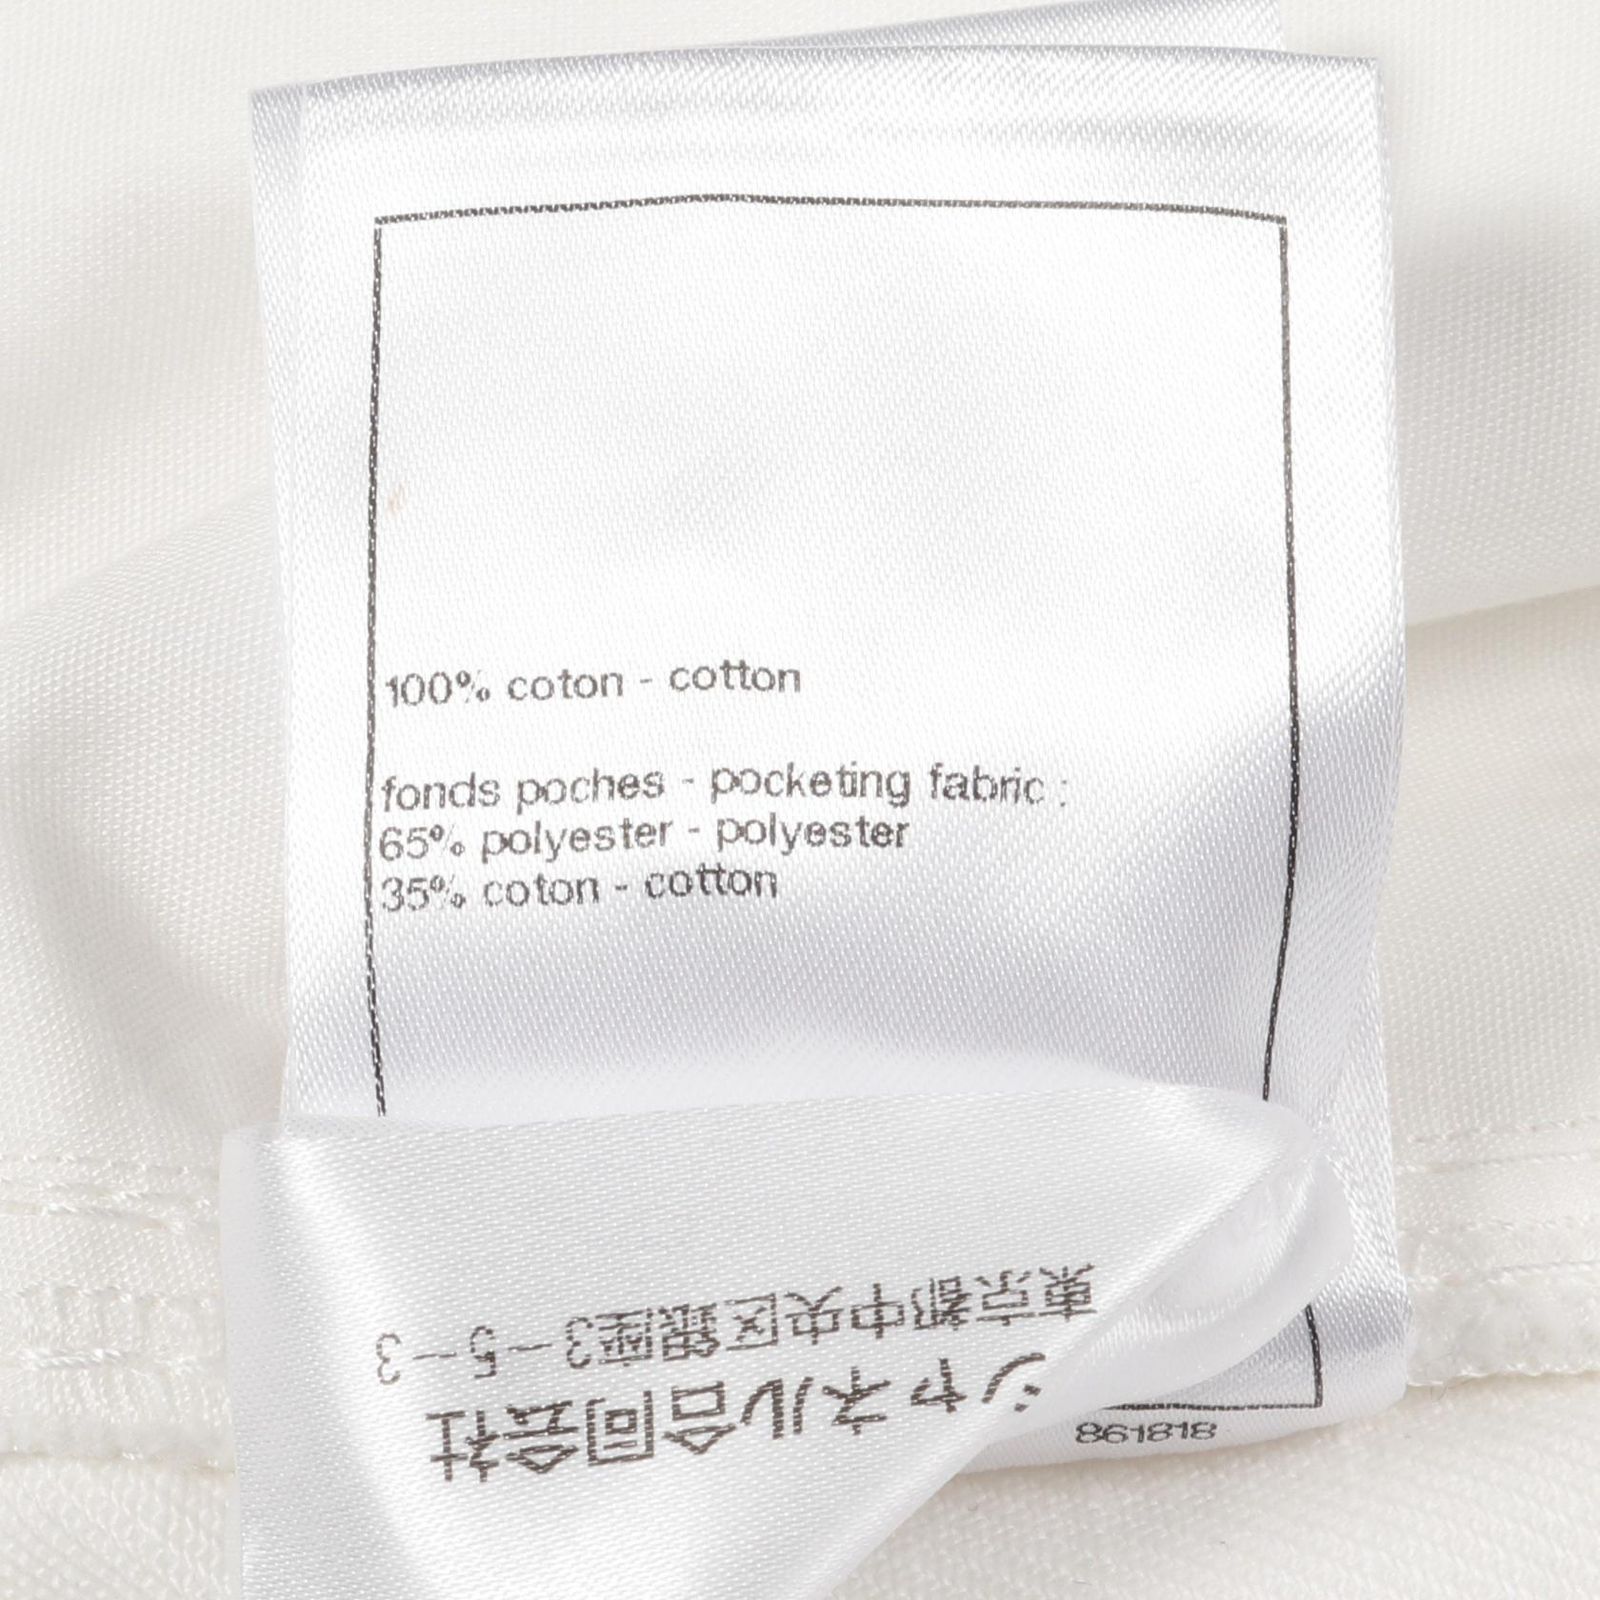 100% coton - cotton
fonds poches - pocketing fabric :
65% polyester - polyester
35% coton - cotton
861818
シャネル合同会社
東京都中央区銀座3-5-3